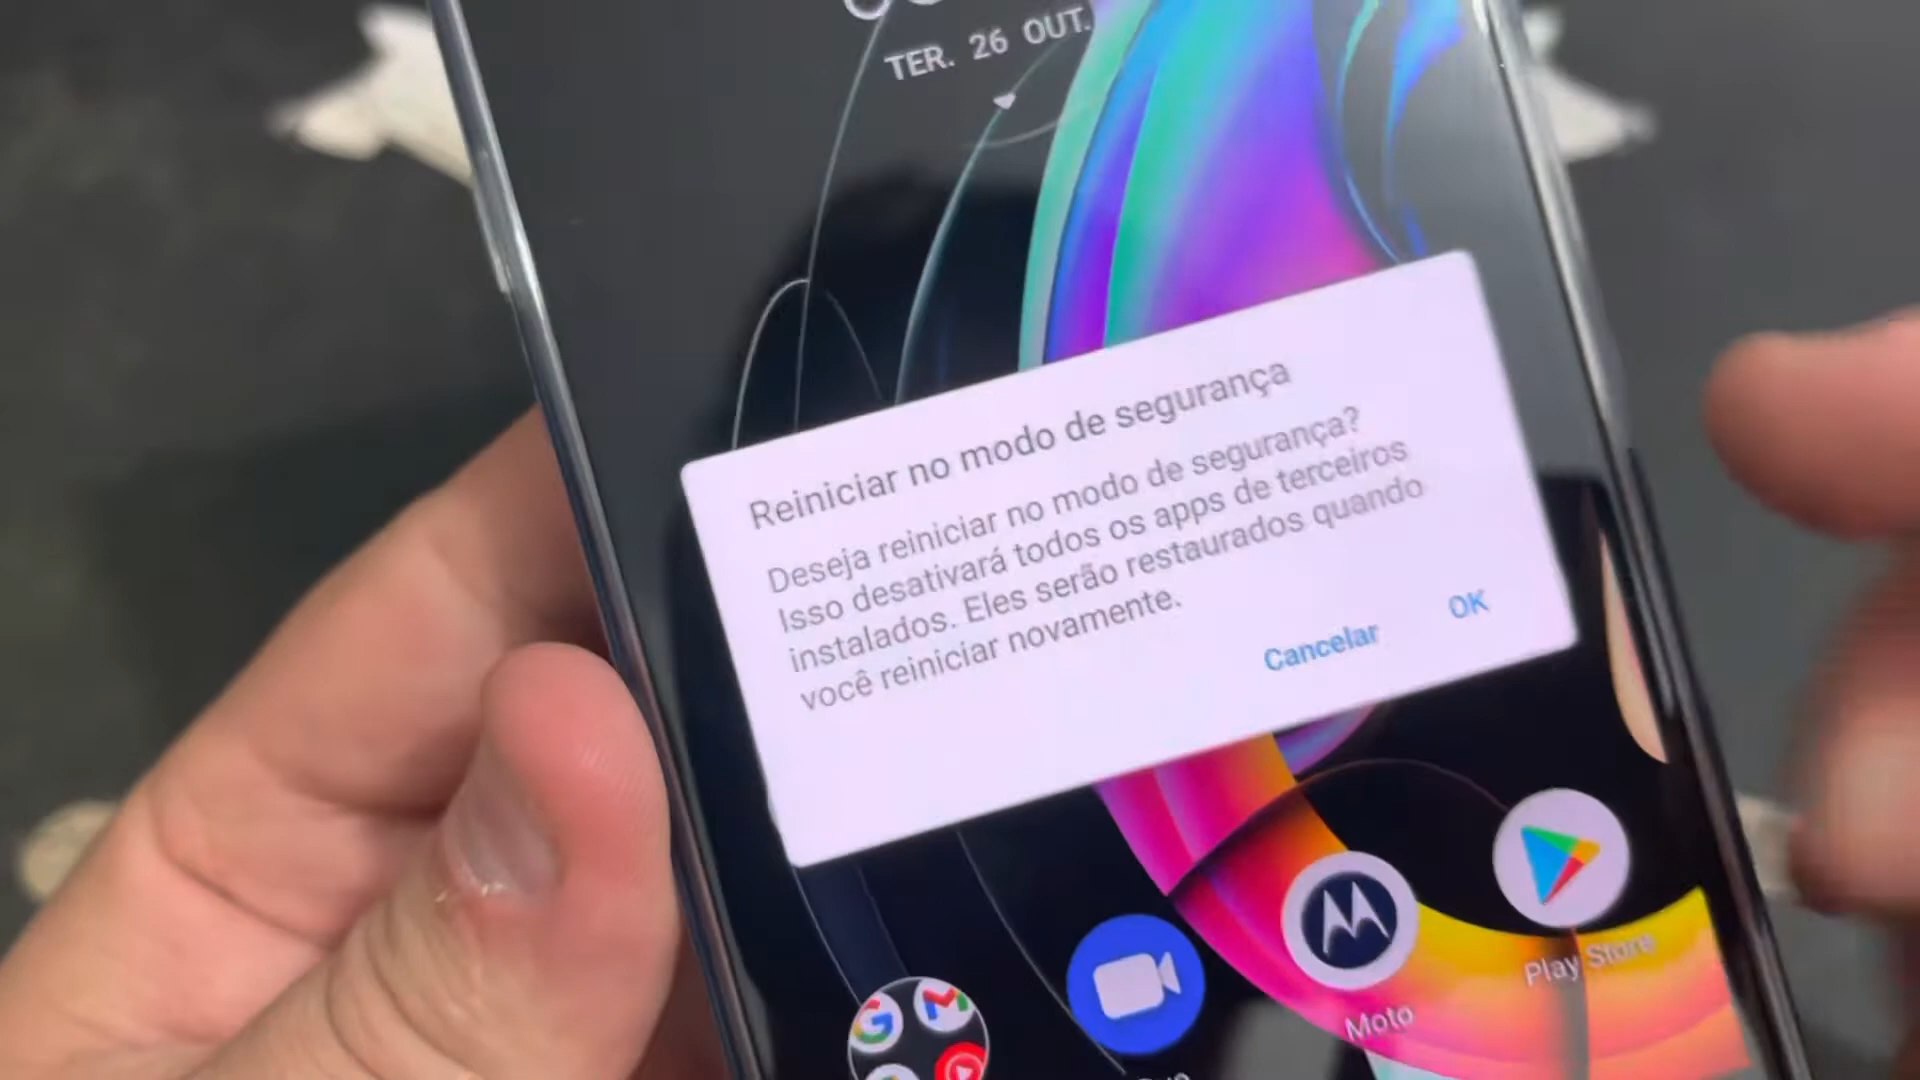 TER. 26 OUT.
Reiniciar no modo de segurança
Deseja reiniciar no modo de segurança?
Isso desativará todos os apps de terceiros
instalados. Eles serão restaurados quando
você reiniciar novamente.
Cancelar
OK
Play Store
Moto